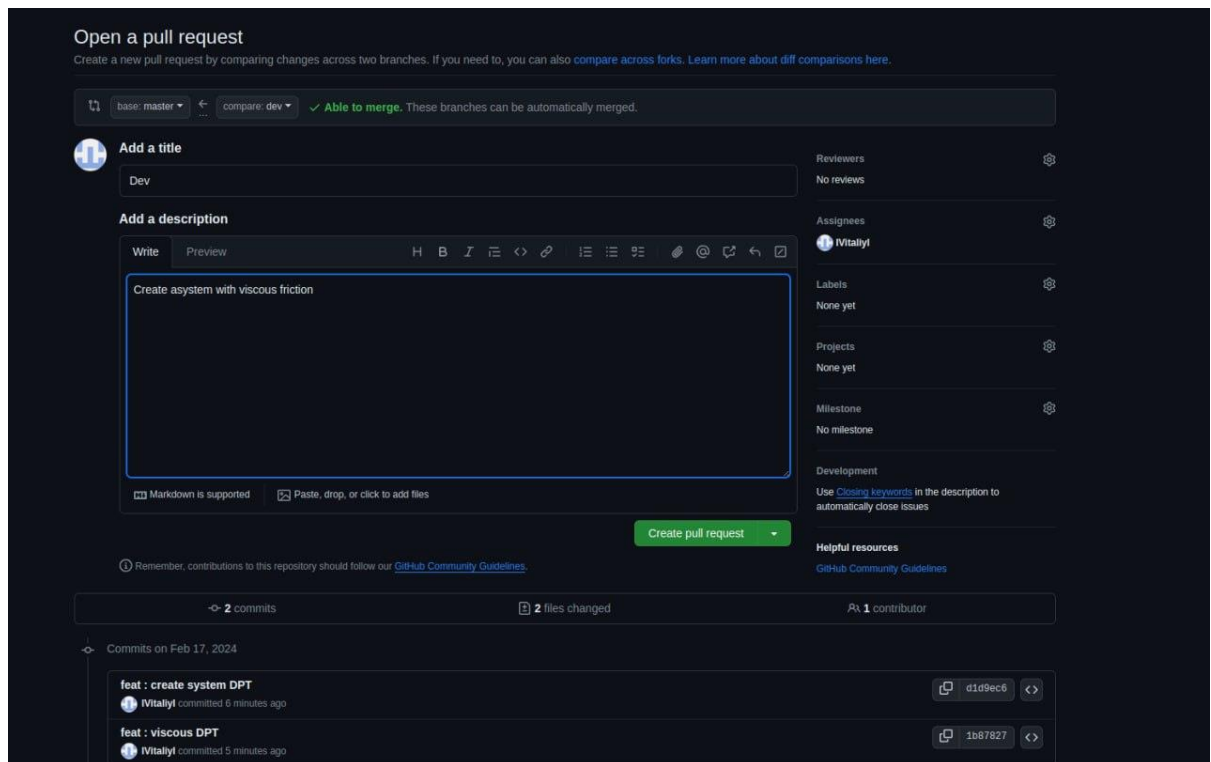 Open a pull request
Create a new pull request by comparing changes across two branches. If you need to, you can also compare across forks. Learn more about diff comparisons here.
base: master ← compare: dev ✓ Able to merge. These branches can be automatically merged.
...
Add a title
Dev
Add a description
Write Preview
Create asystem with viscous friction
Markdown is supported Paste, drop, or click to add files
Create pull request
Remember, contributions to this repository should follow our GitHub Community Guidelines.
Reviewers
No reviews
Assignees
IVitaliyI
Labels
None yet
Projects
None yet
Milestone
No milestone
Development
Use Closing keywords in the description to
automatically close issues
Helpful resources
GitHub Community Guidelines
2 commits 2 files changed 1 contributor
Commits on Feb 17, 2024
feat : create system DPT
IVitaliyI committed 6 minutes ago
d1d9ec6
feat : viscous DPT
IVitaliyI committed 5 minutes ago
1b87827